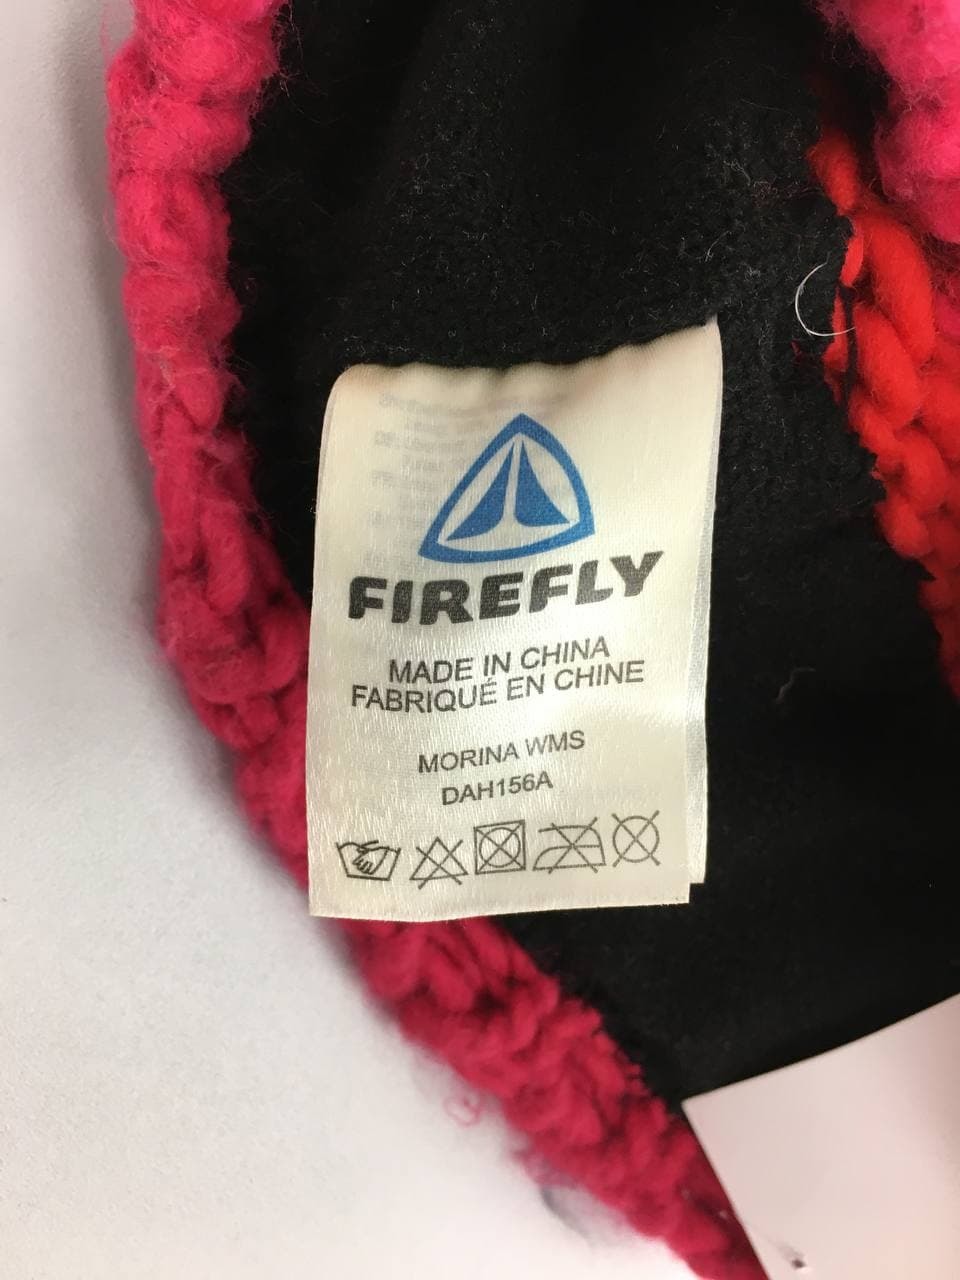 FIREFLY
MADE IN CHINA
FABRIQUÉ EN CHINE
MORINA WMS
DAH156A